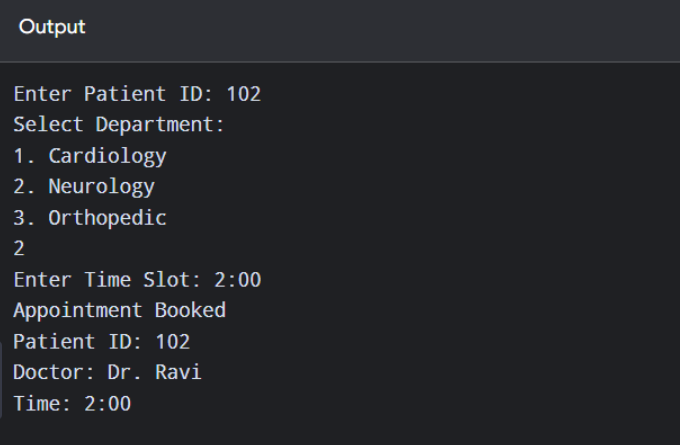 Output
Enter Patient ID: 102
Select Department:
1. Cardiology
2. Neurology
3. Orthopedic
2
Enter Time Slot: 2:00
Appointment Booked
Patient ID: 102
Doctor: Dr. Ravi
Time: 2:00